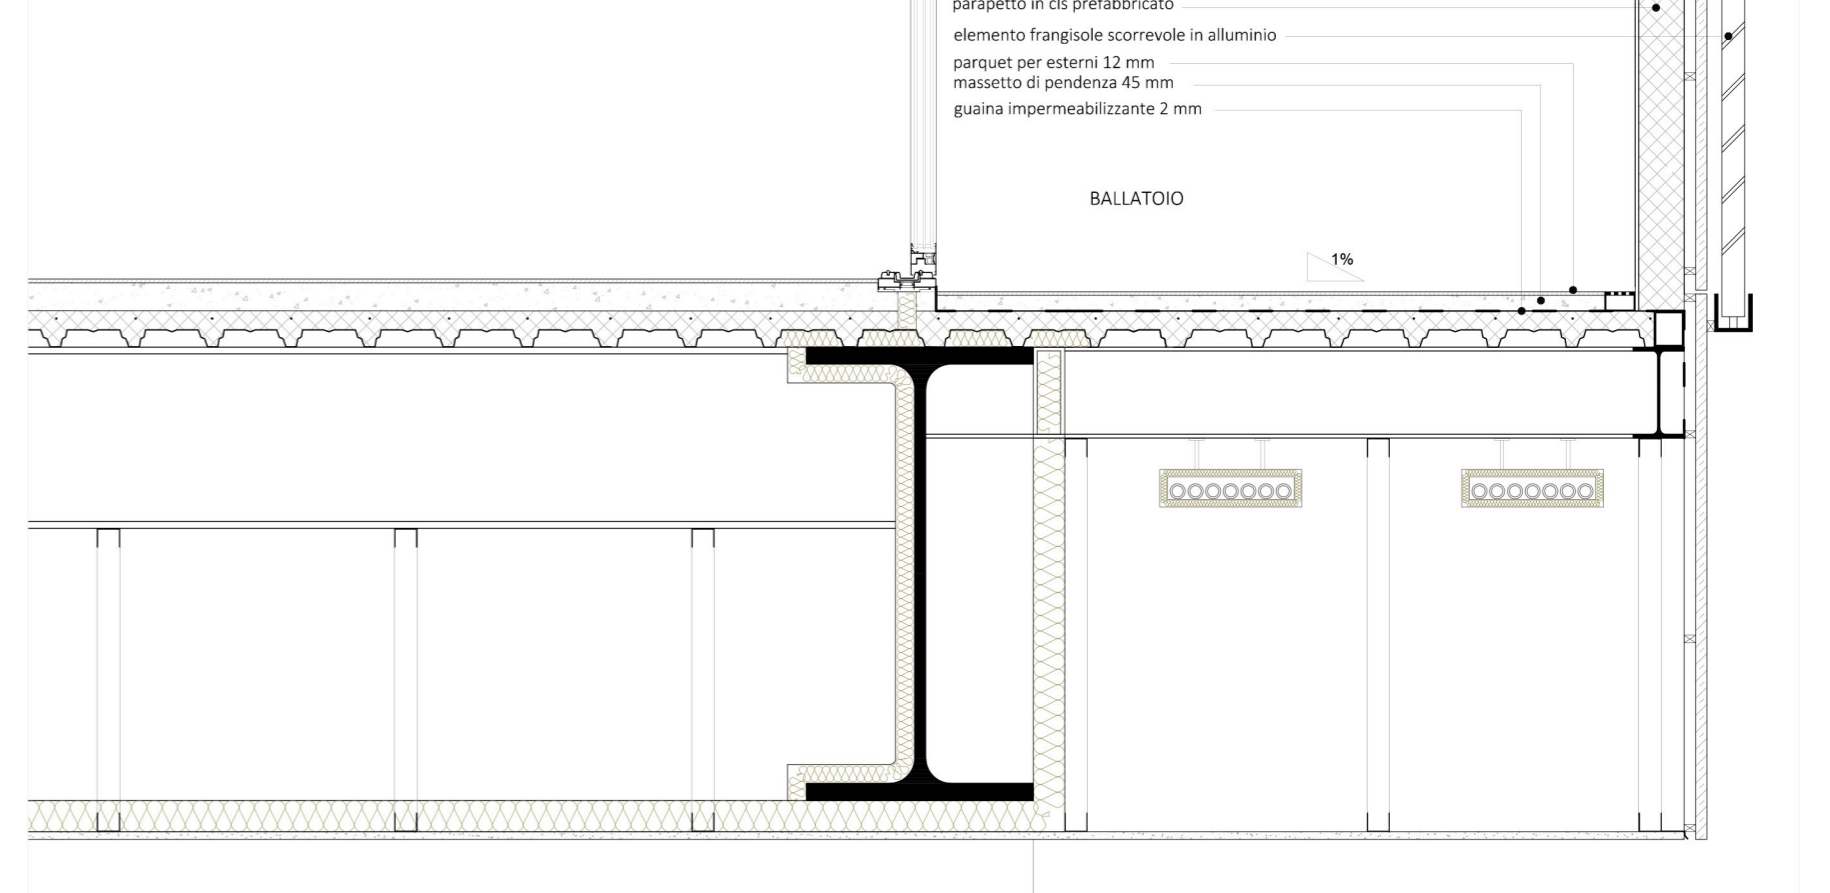 parapetto in cls prefabbricato
elemento frangisole scorrevole in alluminio
parquet per esterni 12 mm
massetto di pendenza 45 mm
guaina impermeabilizzante 2 mm
BALLATOIO
1%